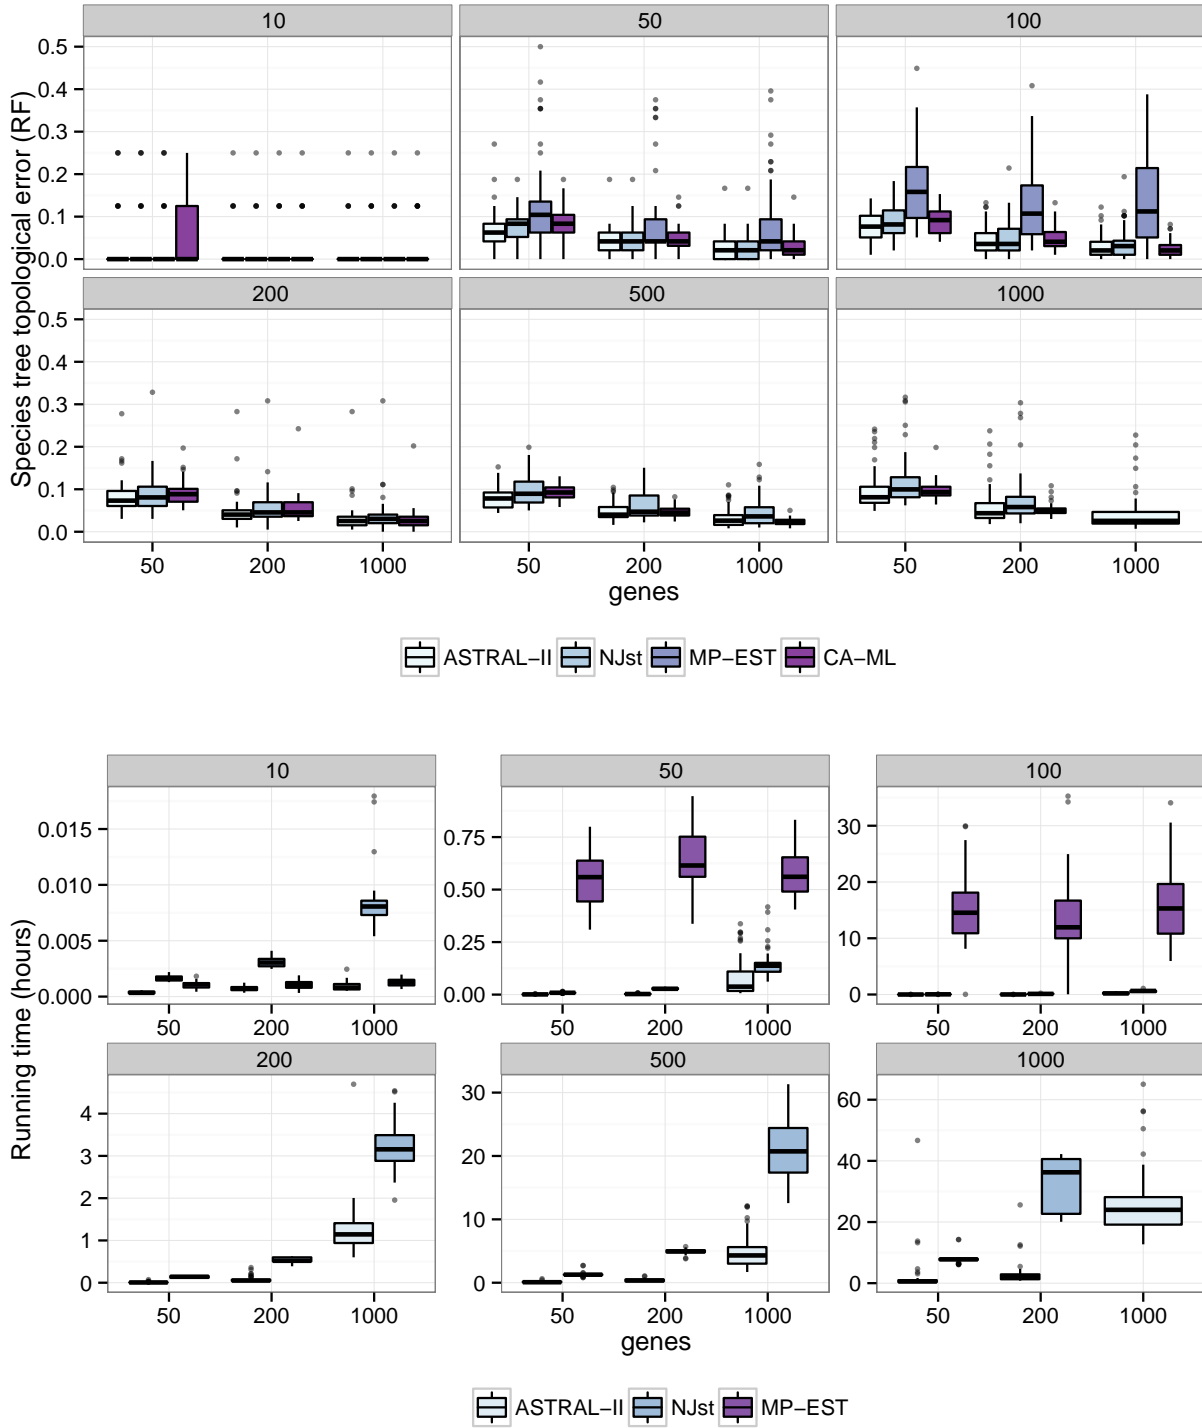 10 50 100
Species tree topological error (RF)
0.5
0.4
0.3
0.2
0.1
0.0
200 500 1000
0.5
0.4
0.3
0.2
0.1
0.0
50 200 1000 50 200 1000 50 200 1000
genes
ASTRAL−II NJst MP−EST CA−ML
10 50 100
Running time (hours)
0.015
0.010
0.005
0.000
0.75
0.50
0.25
0.00
30
20
10
0
50 200 1000 50 200 1000 50 200 1000
200 500 1000
4
3
2
1
0
30
20
10
0
60
40
20
0
50 200 1000 50 200 1000 50 200 1000
genes
ASTRAL−II NJst MP−EST